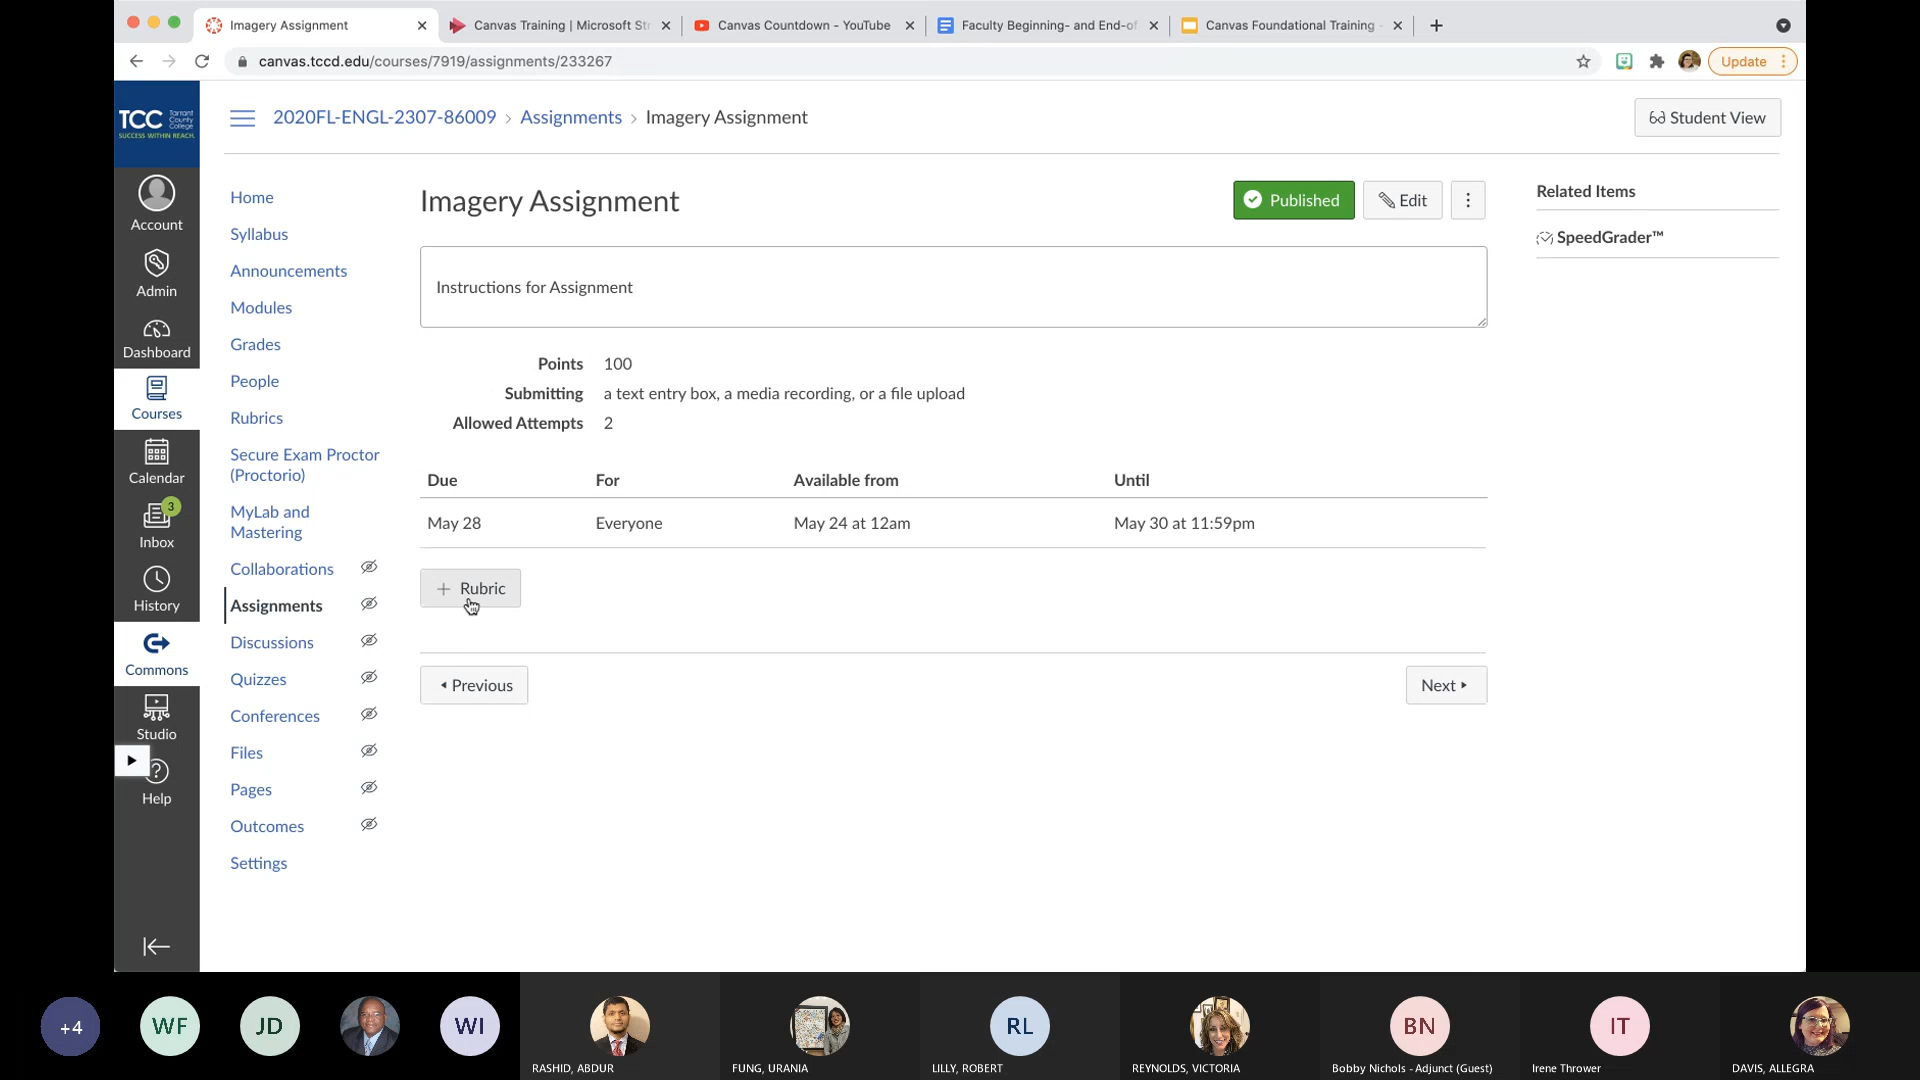 Imagery Assignment
Canvas Training | Microsoft Str
Canvas Countdown - YouTube
Faculty Beginning- and End-of
Canvas Foundational Training -
canvas.tccd.edu/courses/7919/assignments/233267
Update
TCC Tarrant County College
SUCCESS WITHIN REACH.
2020FL-ENGL-2307-86009 › Assignments › Imagery Assignment
Student View
Account
Admin
Dashboard
Courses
Calendar
3
Inbox
History
Commons
Studio
Help
Home
Syllabus
Announcements
Modules
Grades
People
Rubrics
Secure Exam Proctor
(Proctorio)
MyLab and
Mastering
Collaborations
Assignments
Discussions
Quizzes
Conferences
Files
Pages
Outcomes
Settings
Imagery Assignment
Published
Edit
Instructions for Assignment
Points 100
Submitting a text entry box, a media recording, or a file upload
Allowed Attempts 2
Due For Available from Until
May 28 Everyone May 24 at 12am May 30 at 11:59pm
+ Rubric
Previous
Next
Related Items
SpeedGrader™
+4
WF
JD
WI
RL
BN
IT
RASHID, ABDUR
FUNG, URANIA
LILLY, ROBERT
REYNOLDS, VICTORIA
Bobby Nichols - Adjunct (Guest)
Irene Thrower
DAVIS, ALLEGRA